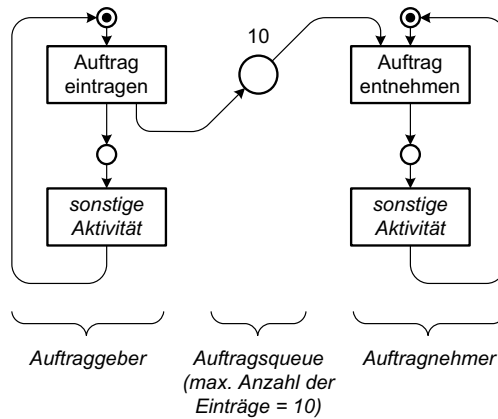 10
Auftrag
eintragen
Auftrag
entnehmen
sonstige
Aktivität
sonstige
Aktivität
Auftraggeber
Auftragsqueue
(max. Anzahl der
Einträge = 10)
Auftragnehmer